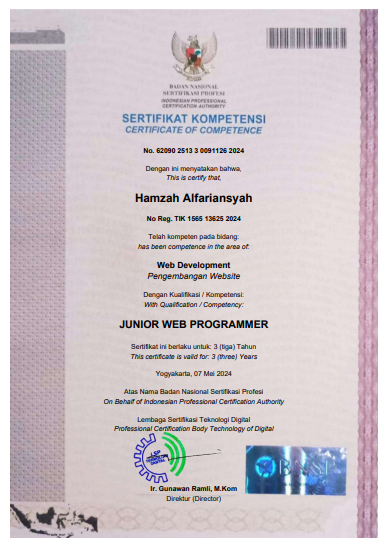 BADAN NASIONAL
SERTIFIKASI PROFESI
INDONESIAN PROFESSIONAL
CERTIFICATION AUTHORITY
SERTIFIKAT KOMPETENSI
CERTIFICATE OF COMPETENCE
No. 62090 2513 3 0091126 2024
Dengan ini menyatakan bahwa,
This is certify that,
Hamzah Alfariansyah
No Reg. TIK 1565 13625 2024
Telah kompeten pada bidang:
has been competence in the area of:
Web Development
Pengembangan Website
Dengan Kualifikasi / Kompetensi:
With Qualification / Competency:
JUNIOR WEB PROGRAMMER
Sertifikat ini berlaku untuk: 3 (tiga) Tahun
This certificate is valid for: 3 (three) Years
Yogyakarta, 07 Mei 2024
Atas Nama Badan Nasional Sertifikasi Profesi
On Behalf of Indonesian Professional Certification Authority
Lembaga Sertifikasi Teknologi Digital
Professional Certification Body Technology of Digital
LSP
DIGITAL
BNSP
Ir. Gunawan Ramli, M.Kom
Direktur (Director)